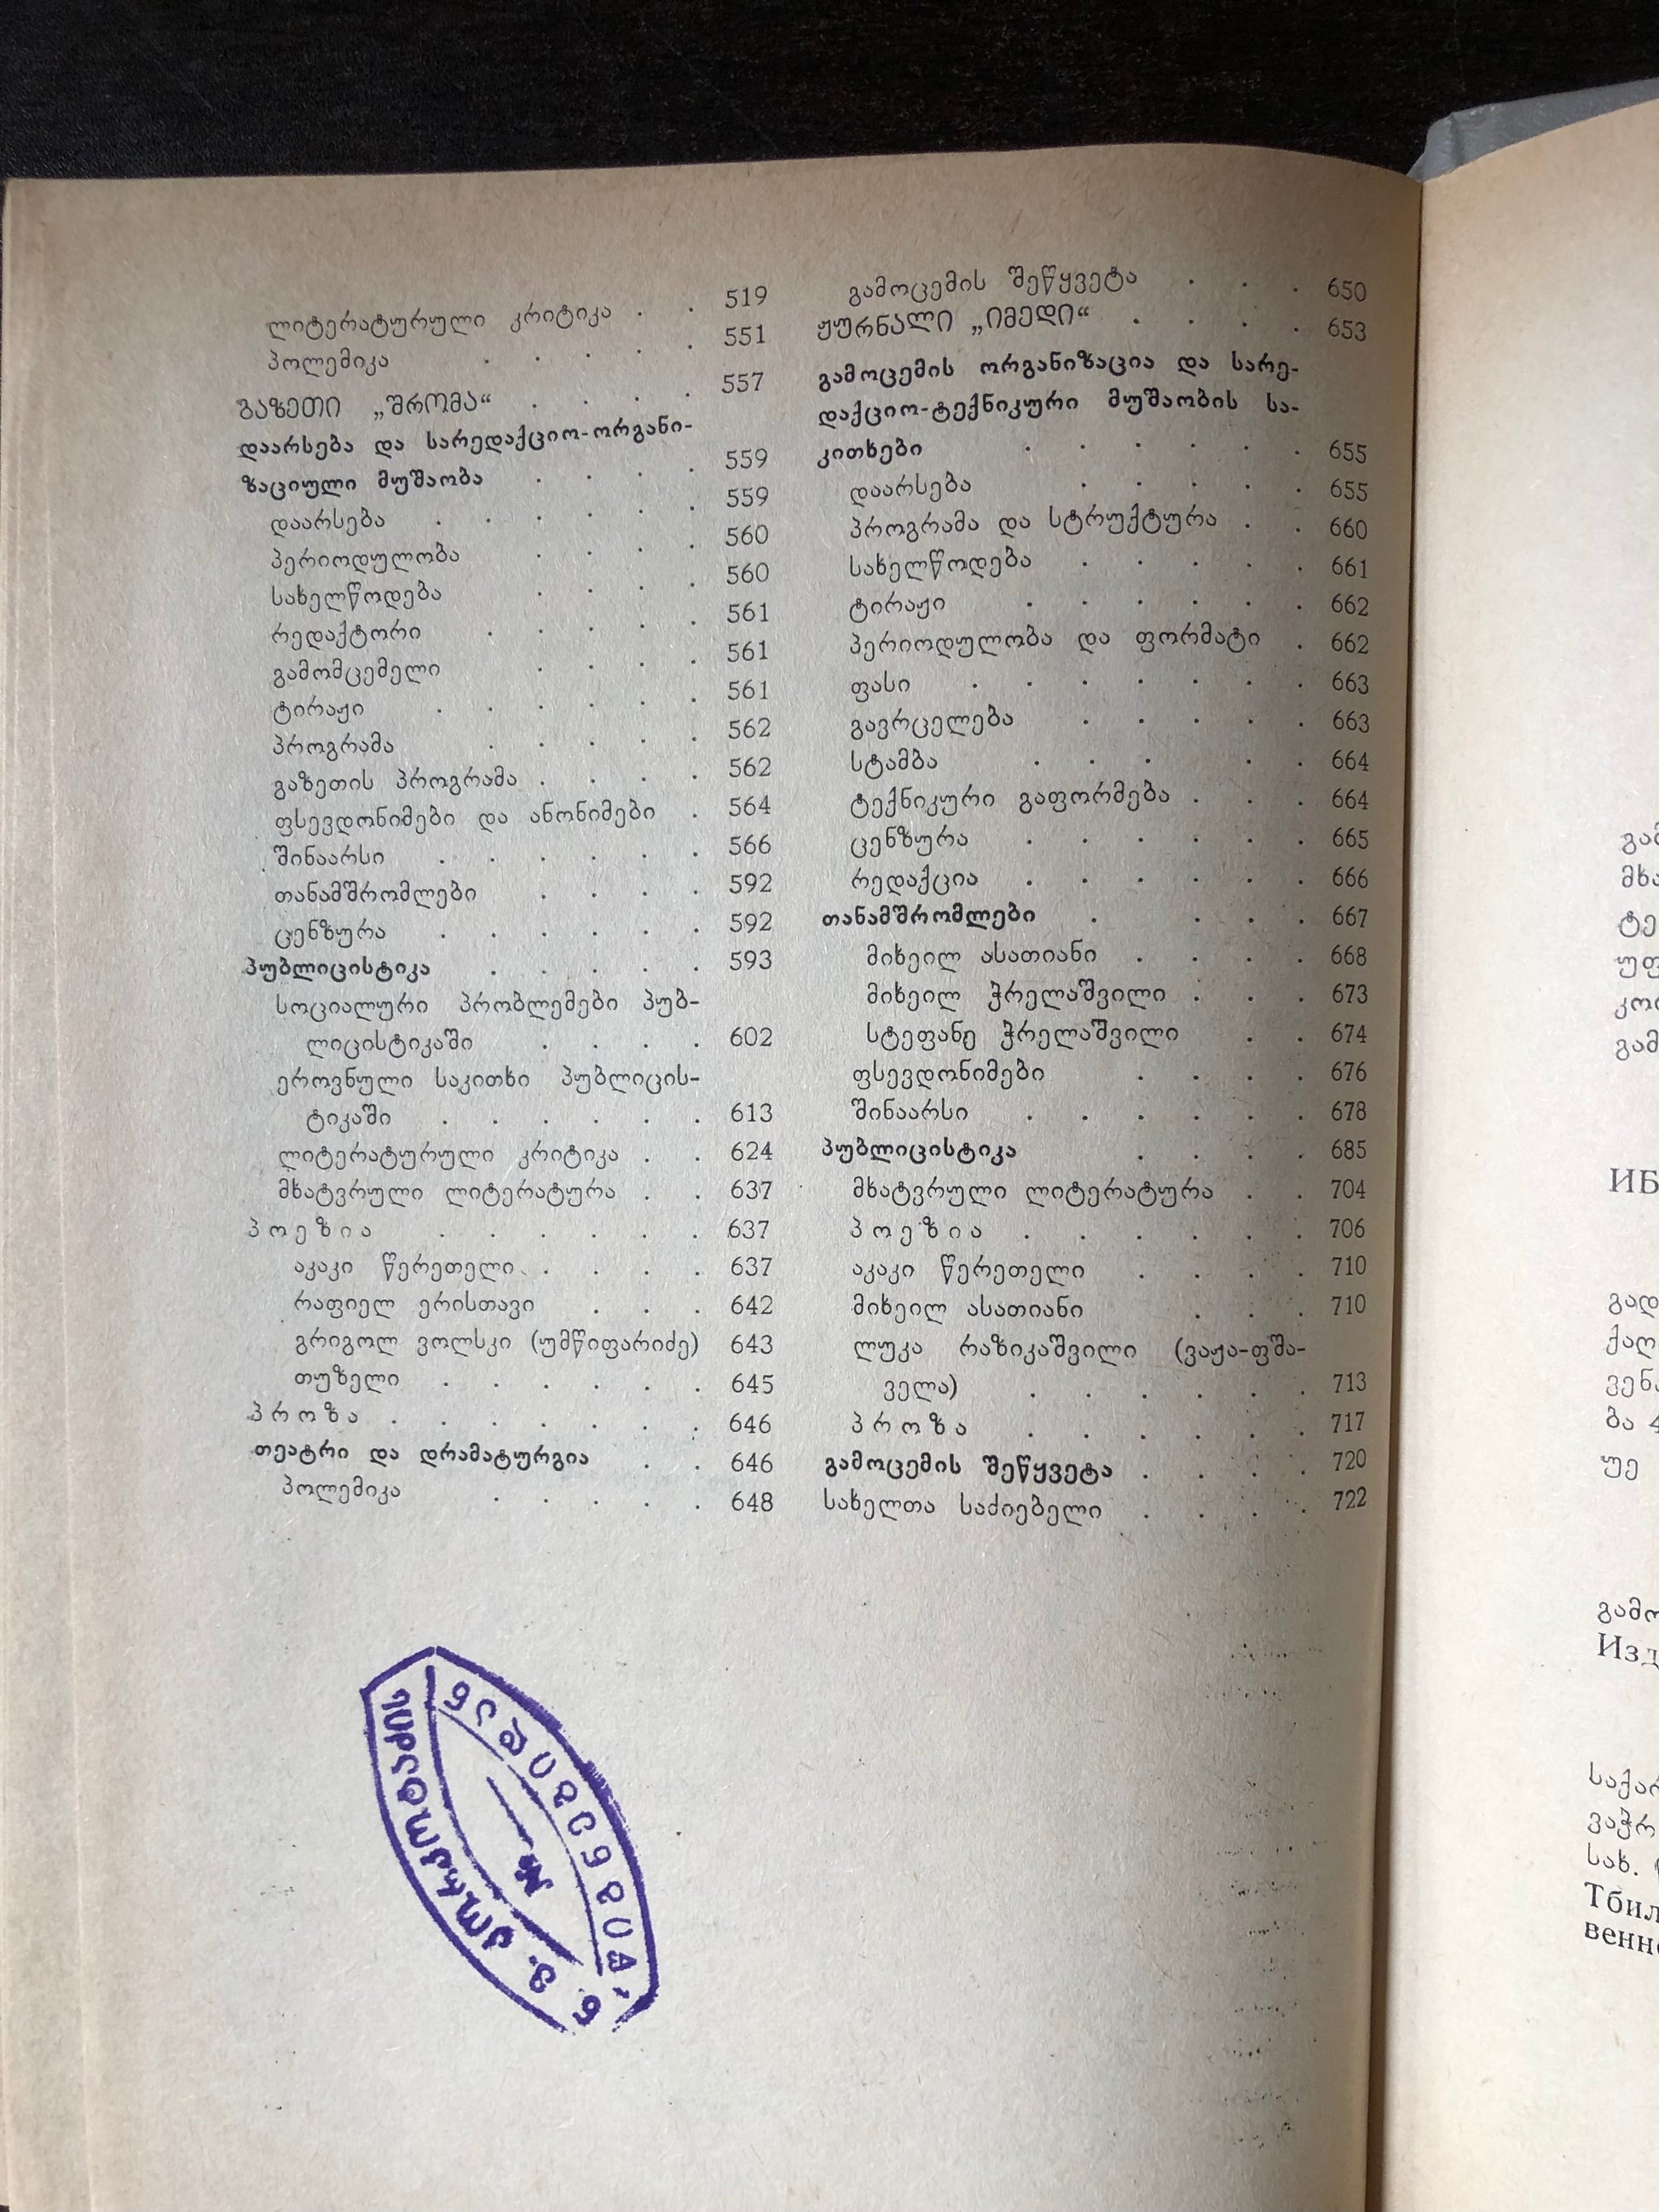 ლიტერატურული კრიტიკა . . 519
პოლემიკა . . . . . 551
ᲒᲐᲖᲔᲗᲘ „ᲨᲠᲝᲛᲐ“ . . . . 557
დაარსება და სარედაქციო-ორგანი-
ზაციული მუშაობა . . . . 559
დაარსება . . . . . . 559
პერიოდულობა . . . . 560
სახელწოდება . . . . 560
რედაქტორი . . . . . 561
გამომცემელი . . . . 561
ტირაჟი . . . . . . 561
პროგრამა . . . . . 562
გაზეთის პროგრამა . . . . 562
ფსევდონიმები და ანონიმები . 564
შინაარსი . . . . . . 566
თანამშრომლები . . . . 592
ცენზურა . . . . . . 592
პუბლიცისტიკა . . . . . 593
სოციალური პრობლემები პუბ-
ლიცისტიკაში . . . . 602
ეროვნული საკითხი პუბლიცის-
ტიკაში . . . . . . 613
ლიტერატურული კრიტიკა . . 624
მხატვრული ლიტერატურა . . 637
პოეზია . . . . . . 637
აკაკი წერეთელი . . . . 637
რაფიელ ერისთავი . . . 642
გრიგოლ ვოლსკი (უმწიფარიძე) 643
თუზელი . . . . . . 645
პროზა . . . . . . . 646
თეატრი და დრამატურგია . . 646
პოლემიკა . . . . . 648
გამოცემის შეწყვეტა . . . 650
ᲟᲣᲠᲜᲐᲚᲘ „ᲘᲛᲔᲓᲘ“ . . . . 653
გამოცემის ორგანიზაცია და სარე-
დაქციო-ტექნიკური მუშაობის სა-
კითხები . . . . . . 655
დაარსება . . . . . 655
პროგრამა და სტრუქტურა . . 660
სახელწოდება . . . . . 661
ტირაჟი . . . . . . 662
პერიოდულობა და ფორმატი . 662
ფასი . . . . . . . 663
გავრცელება . . . . . 663
სტამბა . . . . . 664
ტექნიკური გაფორმება . . . 664
ცენზურა . . . . . . 665
რედაქცია . . . . . . 666
თანამშრომლები . . . . 667
მიხეილ ასათიანი . . . . 668
მიხეილ ჭრელაშვილი . . . 673
სტეფანე ჭრელაშვილი . . 674
ფსევდონიმები . . . . 676
შინაარსი . . . . . . 678
პუბლიცისტიკა . . . . 685
მხატვრული ლიტერატურა . . 704
პოეზია . . . . . . 706
აკაკი წერეთელი . . . . 710
მიხეილ ასათიანი . . . 710
ლუკა რაზიკაშვილი (ვაჟა-ფშა-
ველა) . . . . . . 713
პროზა . . . . . . 717
გამოცემის შეწყვეტა . . . . 720
სახელთა საძიებელი . . . . 722
№
ИБ